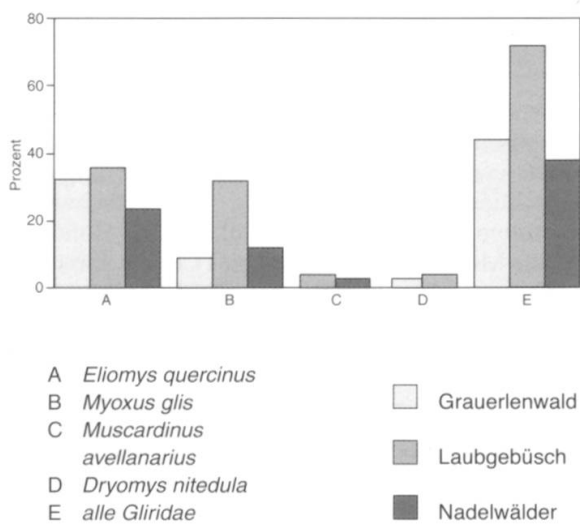 80
60
40
20
0
Prozent
A B C D E
A Eliomys quercinus
B Myoxus glis
C Muscardinus
avellanarius
D Dryomys nitedula
E alle Gliridae
Grauerlenwald
Laubgebüsch
Nadelwälder